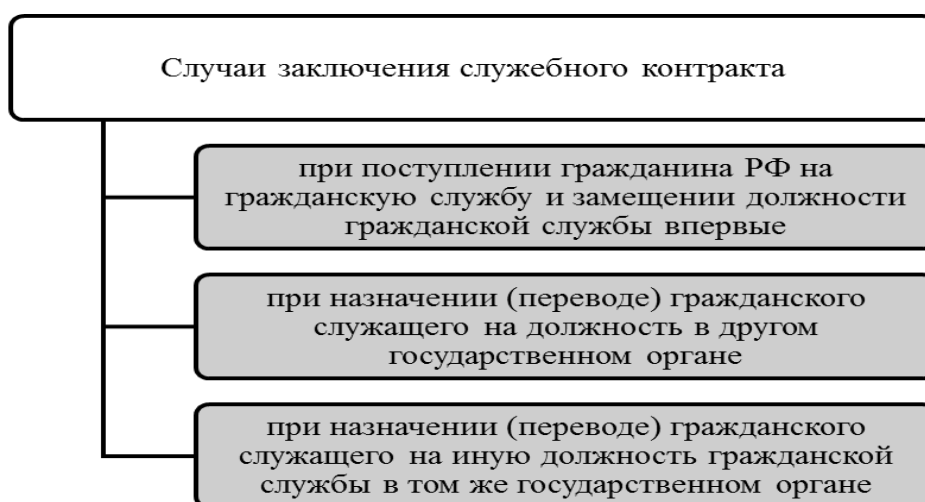 Случаи заключения служебного контракта
при поступлении гражданина РФ на
гражданскую службу и замещении должности
гражданской службы впервые
при назначении (переводе) гражданского
служащего на должность в другом
государственном органе
при назначении (переводе) гражданского
служащего на иную должность гражданской
службы в том же государственном органе